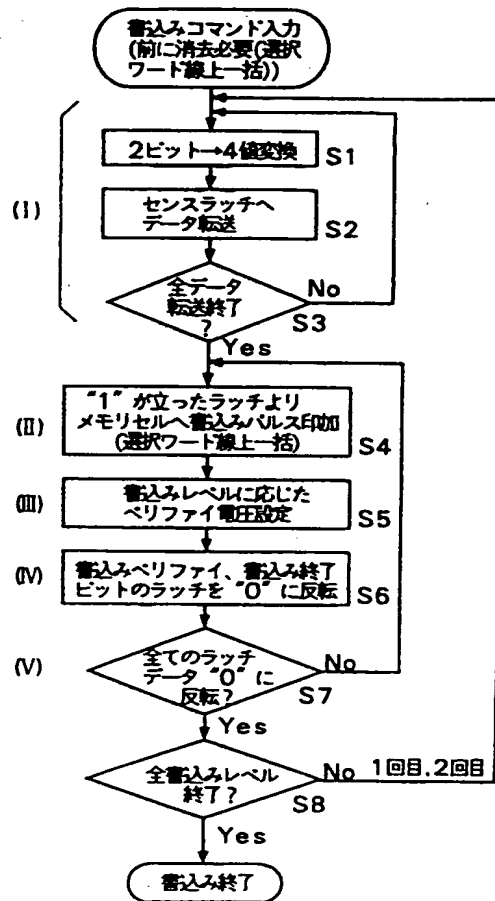 書込みコマンド入力
(前に消去必要(選択
ワード線上一括))
(I)
2ビット→4値変換
S1
センスラッチへ
データ転送
S2
全データ
転送終了
?
No
S3
Yes
(II)
"1"が立ったラッチより
メモリセルへ書込みパルス印加
(選択ワード線上一括)
S4
(III)
書込みレベルに応じた
ベリファイ電圧設定
S5
(IV)
書込みベリファイ、書込み終了
ビットのラッチを"0"に反転
S6
(V)
全てのラッチ
データ"0"に
反転?
No
S7
Yes
全書込みレベル
終了?
No 1回目.2回目
S8
Yes
書込み終了